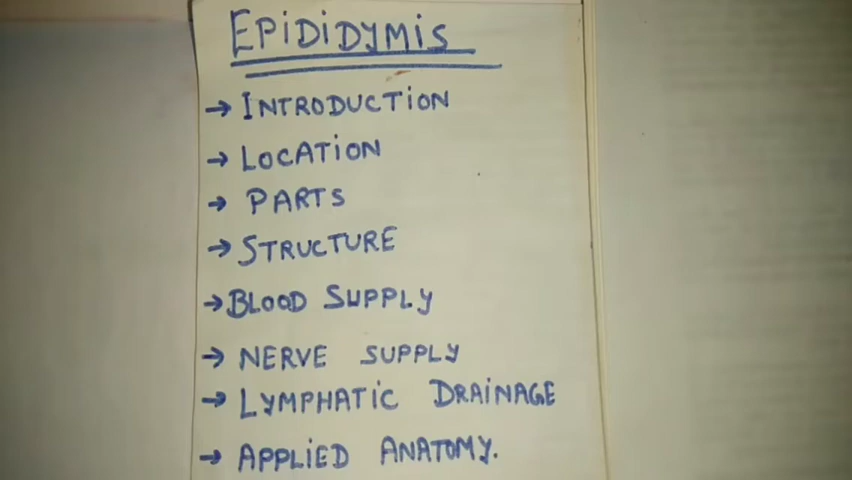 EPiDiDYMiS
→ INTRODUCTiON
→ LOCATiON
→ PARTS
→ STRUCTURE
→ BLOOD SUPPLY
→ NERVE SUPPLY
→ LYMPHATiC DRAiNAGE
→ APPLiED ANATOMY.